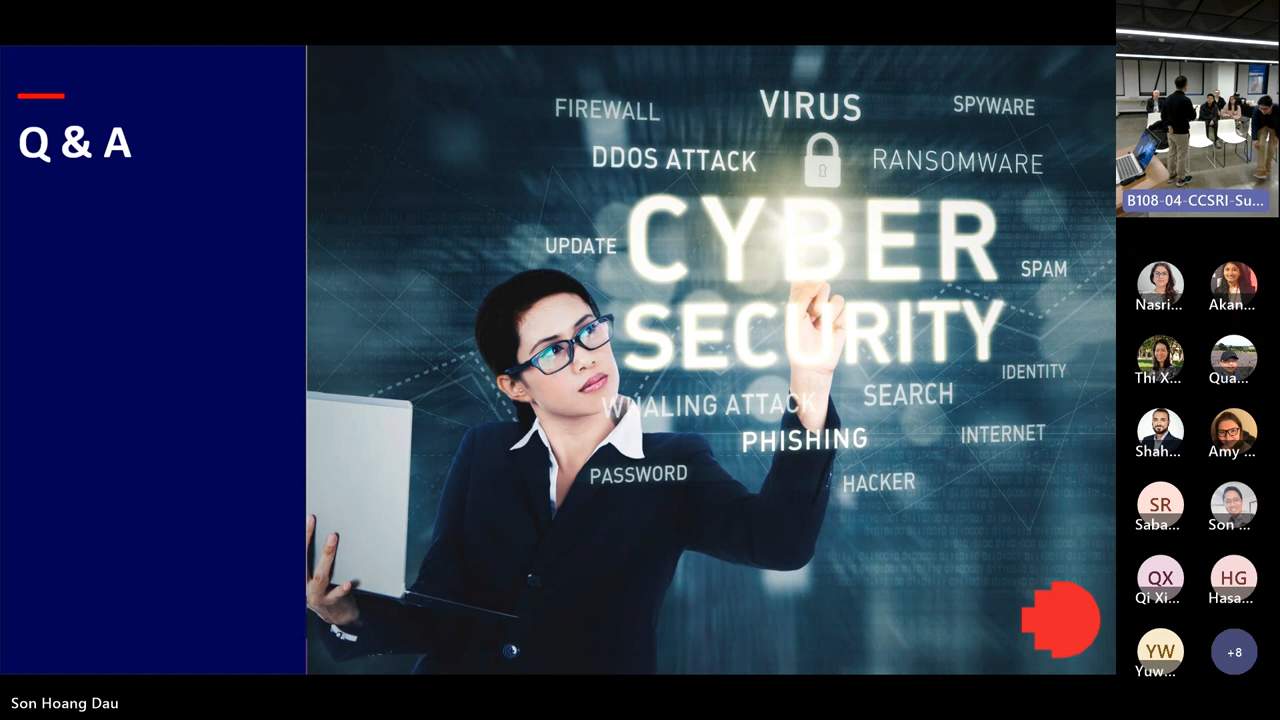 Q & A
FIREWALL
VIRUS
SPYWARE
DDOS ATTACK
RANSOMWARE
CYBER
UPDATE
SPAM
SECURITY
IDENTITY
WHALING ATTACK
SEARCH
PHISHING
INTERNET
PASSWORD
HACKER
Son Hoang Dau
B108-04-CCSRI-Su...
Nasri...
Akan...
Thi X...
Qua...
Shah...
Amy ...
SR
Saba...
Son ...
QX
Qi Xi...
HG
Hasa...
YW
Yuw...
+8